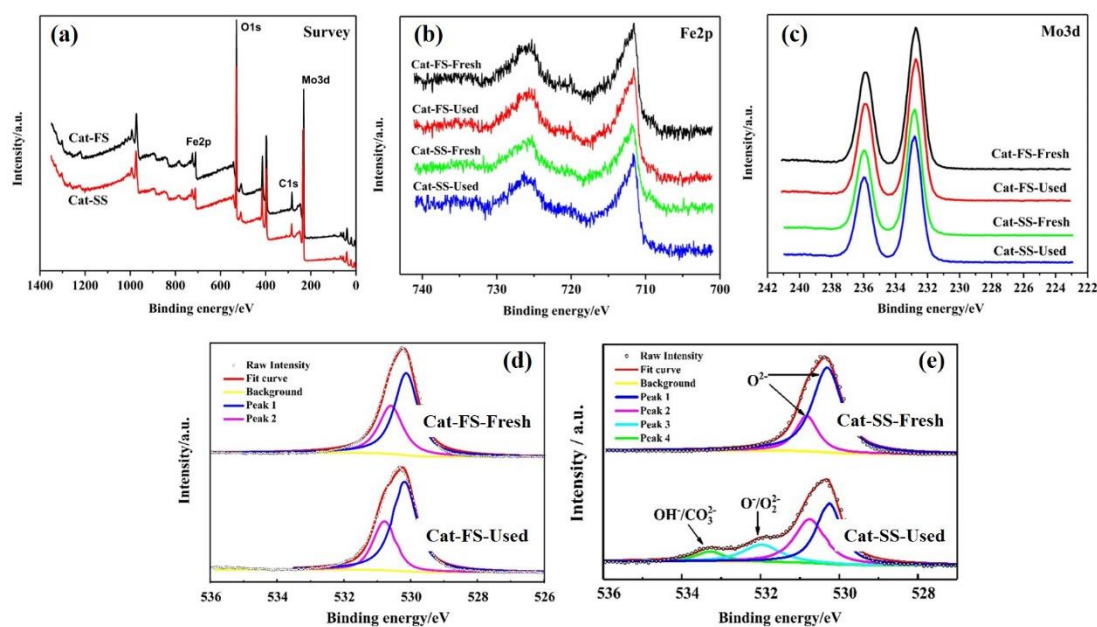 (a)
Survey
O1s
Mo3d
Fe2p
C1s
Cat-FS
Cat-SS
Intensity/a.u.
1400 1200 1000 800 600 400 200 0
Binding energy/eV
(b)
Fe2p
Cat-FS-Fresh
Cat-FS-Used
Cat-SS-Fresh
Cat-SS-Used
Intensity/a.u.
741 730 720 710 700
Binding energy/eV
(c)
Mo3d
Cat-FS-Fresh
Cat-FS-Used
Cat-SS-Fresh
Cat-SS-Used
Intensity/a.u.
242 240 238 236 234 232 230 228 226 224 222
Binding energy/eV
(d)
Raw Intensity
Fit curve
Background
Peak 1
Peak 2
Cat-FS-Fresh
Cat-FS-Used
Intensity/a.u.
536 534 532 530 528 526
Binding energy/eV
(e)
Raw Intensity
Fit curve
Background
Peak 1
Peak 2
Peak 3
Peak 4
O²⁻
Cat-SS-Fresh
OH⁻/CO₃²⁻
O⁻/O₂²⁻
Cat-SS-Used
Intensity / a.u.
536 534 532 530 528
Binding energy/eV